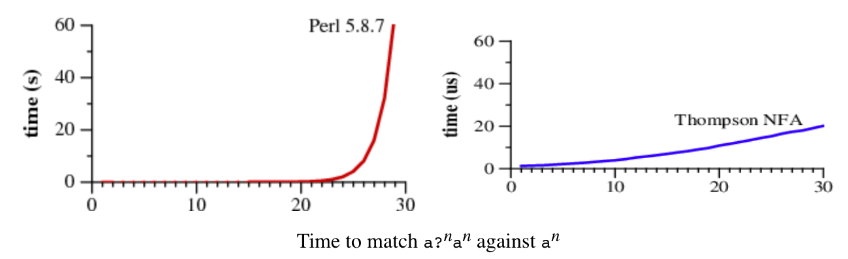 Perl 5.8.7
60
40
20
0
time (s)
0 10 20 30
Thompson NFA
60
40
20
0
time (us)
0 10 20 30
Time to match a?ⁿaⁿ against aⁿ